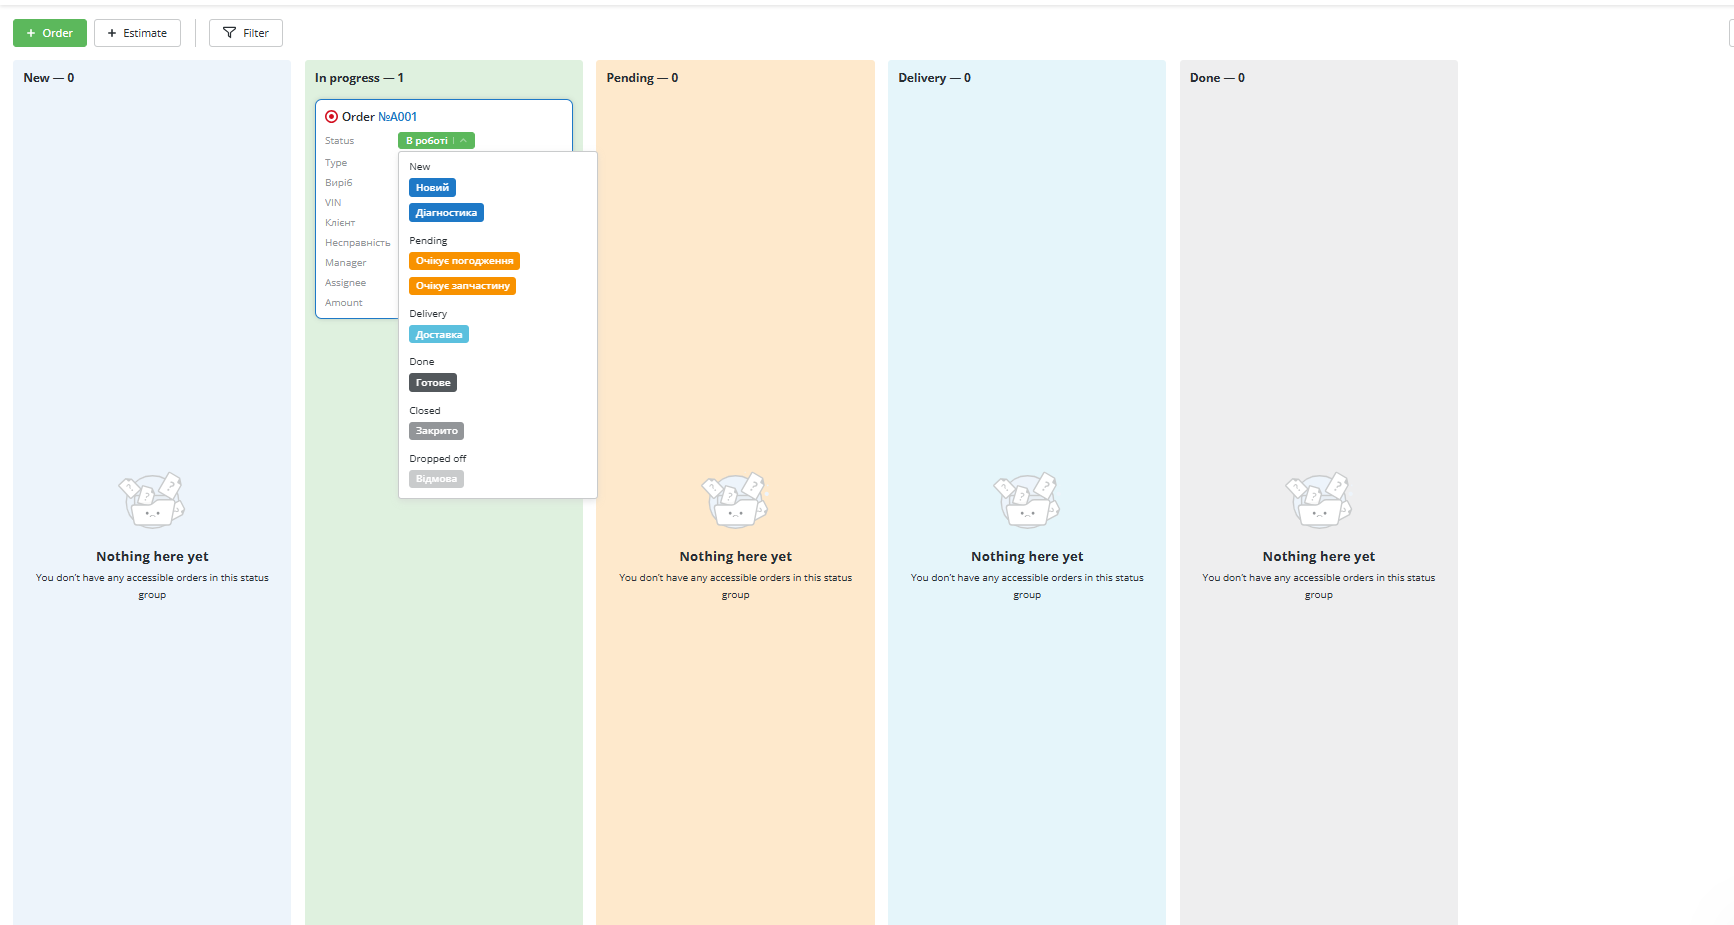 + Order
+ Estimate
Filter
New — 0
In progress — 1
Pending — 0
Delivery — 0
Done — 0
Order №A001
Status В роботі
Type
Виріб
VIN
Клієнт
Несправність
Manager
Assignee
Amount
New
Новий
Діагностика
Pending
Очікує погодження
Очікує запчастину
Delivery
Доставка
Done
Готове
Closed
Закрито
Dropped off
Відмова
Nothing here yet
You don't have any accessible orders in this status
group
Nothing here yet
You don't have any accessible orders in this status
group
Nothing here yet
You don't have any accessible orders in this status
group
Nothing here yet
You don't have any accessible orders in this status
group